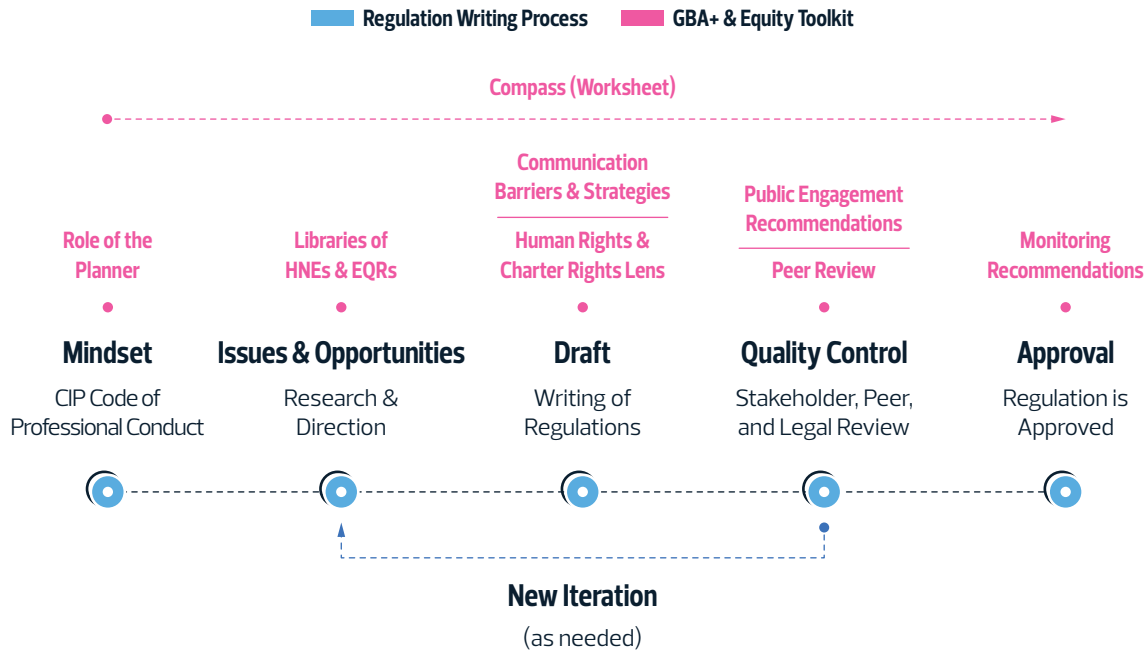 Regulation Writing Process
GBA+ & Equity Toolkit
Compass (Worksheet)
Role of the
Planner
Libraries of
HNEs & EQRs
Communication
Barriers & Strategies
Human Rights &
Charter Rights Lens
Public Engagement
Recommendations
Peer Review
Monitoring
Recommendations
Mindset
CIP Code of
Professional Conduct
Issues & Opportunities
Research &
Direction
Draft
Writing of
Regulations
Quality Control
Stakeholder, Peer,
and Legal Review
Approval
Regulation is
Approved
New Iteration
(as needed)